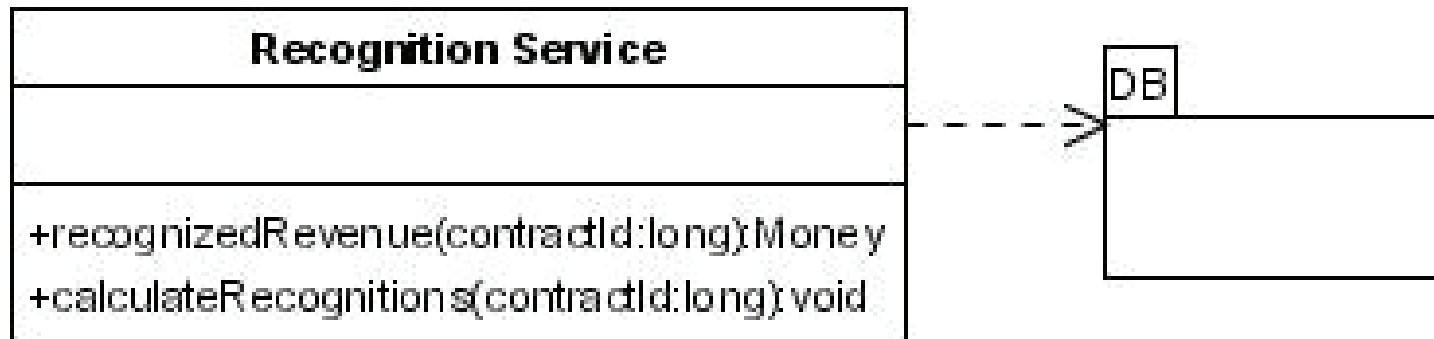 Recognition Service
DB
+recognizedRevenue(contractId:long):Money
+calculateRecognitions(contractId:long):void